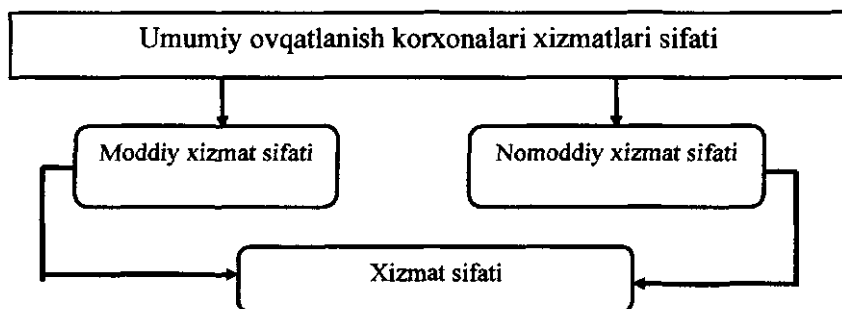 Umumiy ovqatlanish korxonalari xizmatlari sifati
Moddiy xizmat sifati
Nomoddiy xizmat sifati
Xizmat sifati